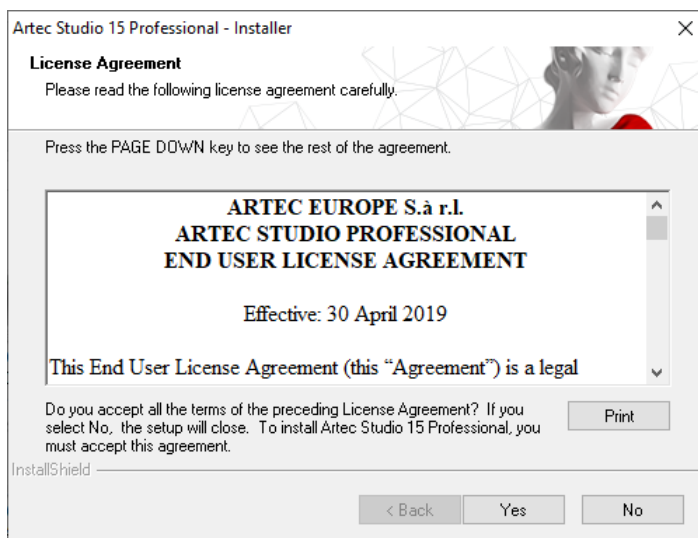 Artec Studio 15 Professional - Installer
License Agreement
Please read the following license agreement carefully.
Press the PAGE DOWN key to see the rest of the agreement.
ARTEC EUROPE S.à r.l.
ARTEC STUDIO PROFESSIONAL
END USER LICENSE AGREEMENT
Effective: 30 April 2019
This End User License Agreement (this “Agreement”) is a legal
Do you accept all the terms of the preceding License Agreement? If you
select No, the setup will close. To install Artec Studio 15 Professional, you
must accept this agreement.
Print
InstallShield
< Back
Yes
No